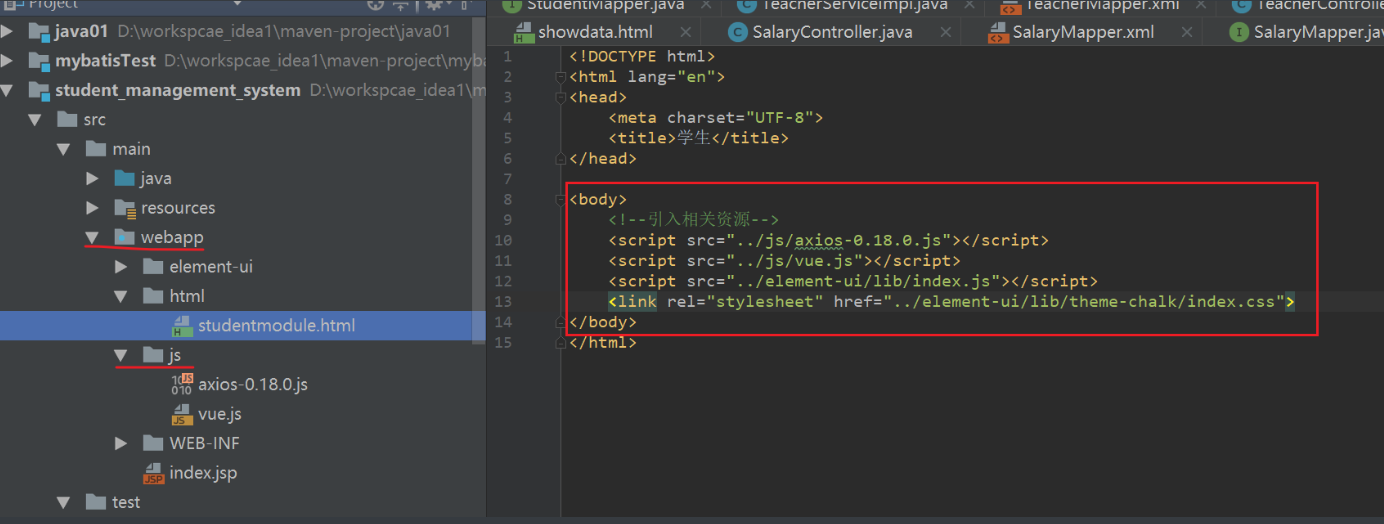 Project
java01 D:\workspcae_idea1\maven-project\java01
mybatisTest D:\workspcae_idea1\maven-project\myba
student_management_system D:\workspcae_idea1\m
src
main
java
resources
webapp
element-ui
html
studentmodule.html
js
axios-0.18.0.js
vue.js
WEB-INF
index.jsp
test
StudentMapper.java
TeacherServiceImpl.java
TeacherMapper.xml
TeacherControlle
showdata.html
SalaryController.java
SalaryMapper.xml
SalaryMapper.jav
1 <!DOCTYPE html>
2 <html lang="en">
3 <head>
4 <meta charset="UTF-8">
5 <title>学生</title>
6 </head>
7
8 <body>
9 <!--引入相关资源-->
10 <script src="../js/axios-0.18.0.js"></script>
11 <script src="../js/vue.js"></script>
12 <script src="../element-ui/lib/index.js"></script>
13 <link rel="stylesheet" href="../element-ui/lib/theme-chalk/index.css">
14 </body>
15 </html>